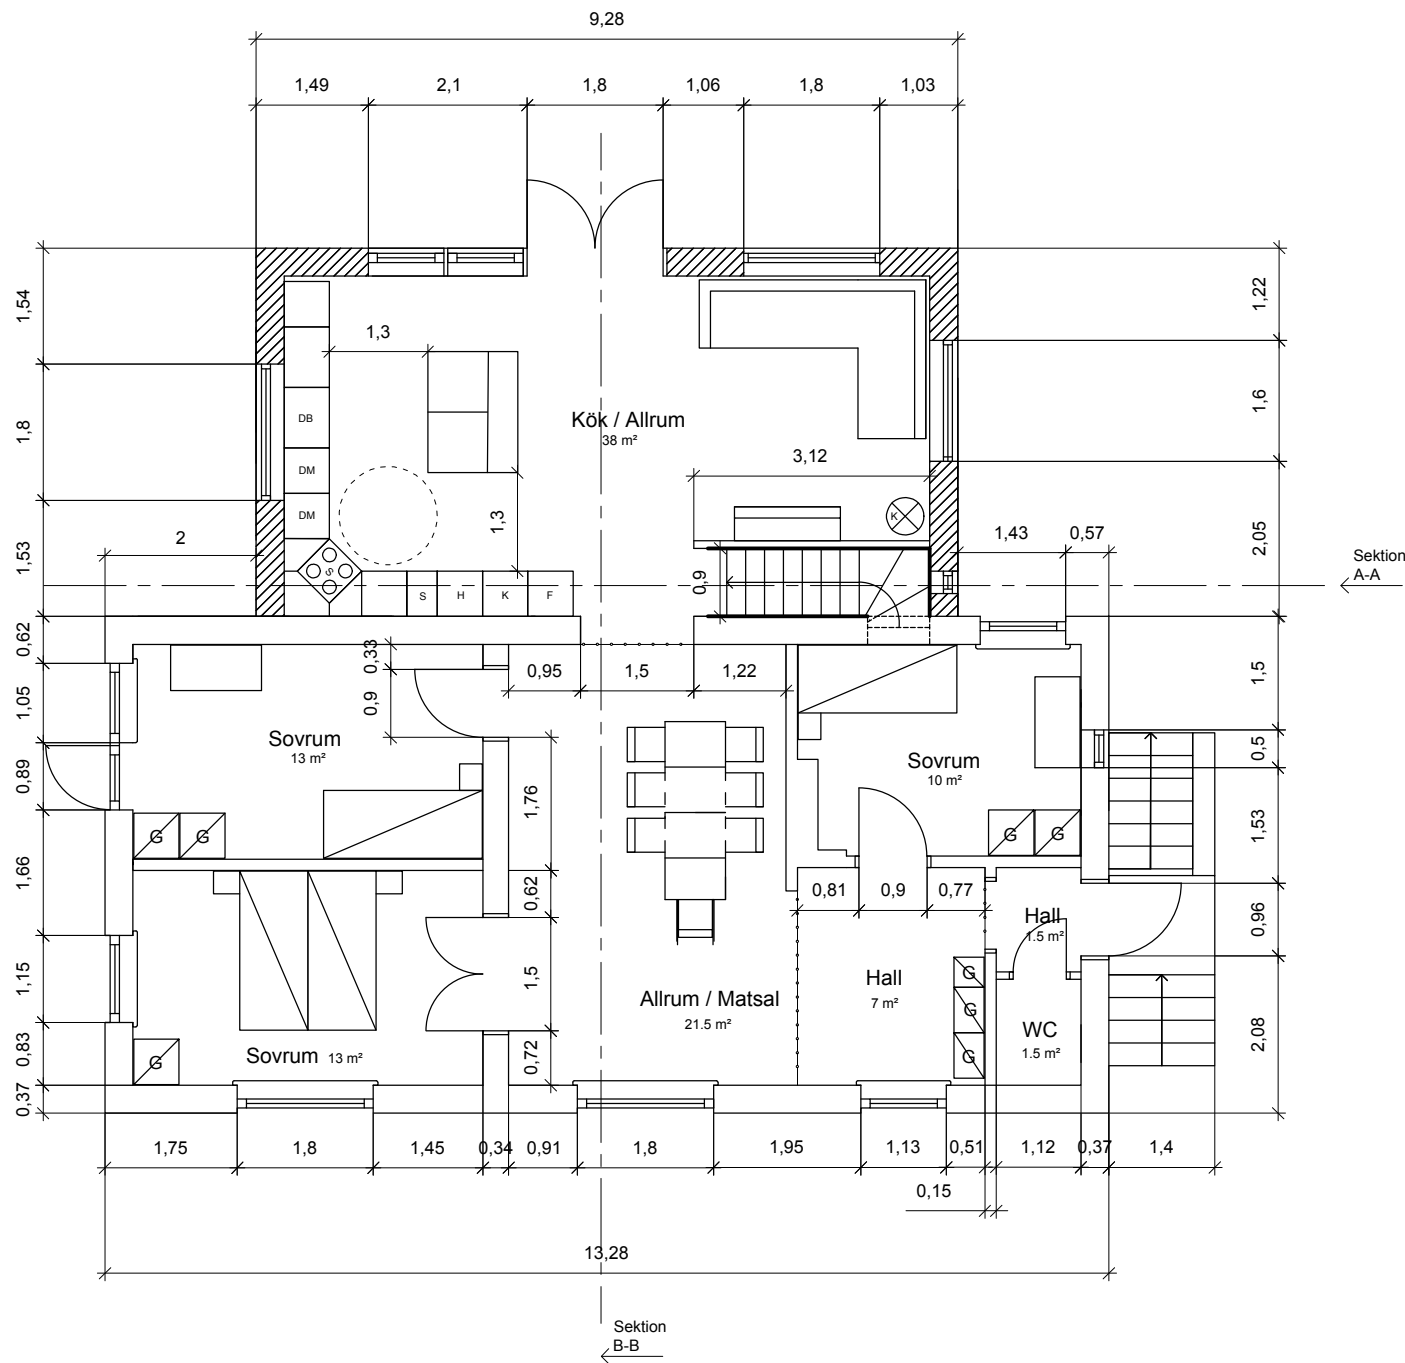 9,28
1,49 2,1 1,8 1,06 1,8 1,03
1,54
1,8
1,53
0,62
1,05
0,89
1,66
1,15
0,83
0,37
1,22
1,6
2,05
1,5
0,5
1,53
0,96
2,08
1,3
DB
DM
DM
Kök / Allrum
38 m²
3,12
1,3
K
2
1,43 0,57
Sektion
A-A
S
S H K F
0,9
0,33
0,9
0,95 1,5 1,22
Sovrum
13 m²
G G
1,76
0,62
1,5
0,72
Sovrum
10 m²
G G
0,81 0,9 0,77
Hall
1.5 m²
Hall
7 m²
G
G
G
Allrum / Matsal
21.5 m²
WC
1.5 m²
Sovrum 13 m²
G
1,75 1,8 1,45 0,34 0,91 1,8 1,95 1,13 0,51 1,12 0,37 1,4
0,15
13,28
Sektion
B-B